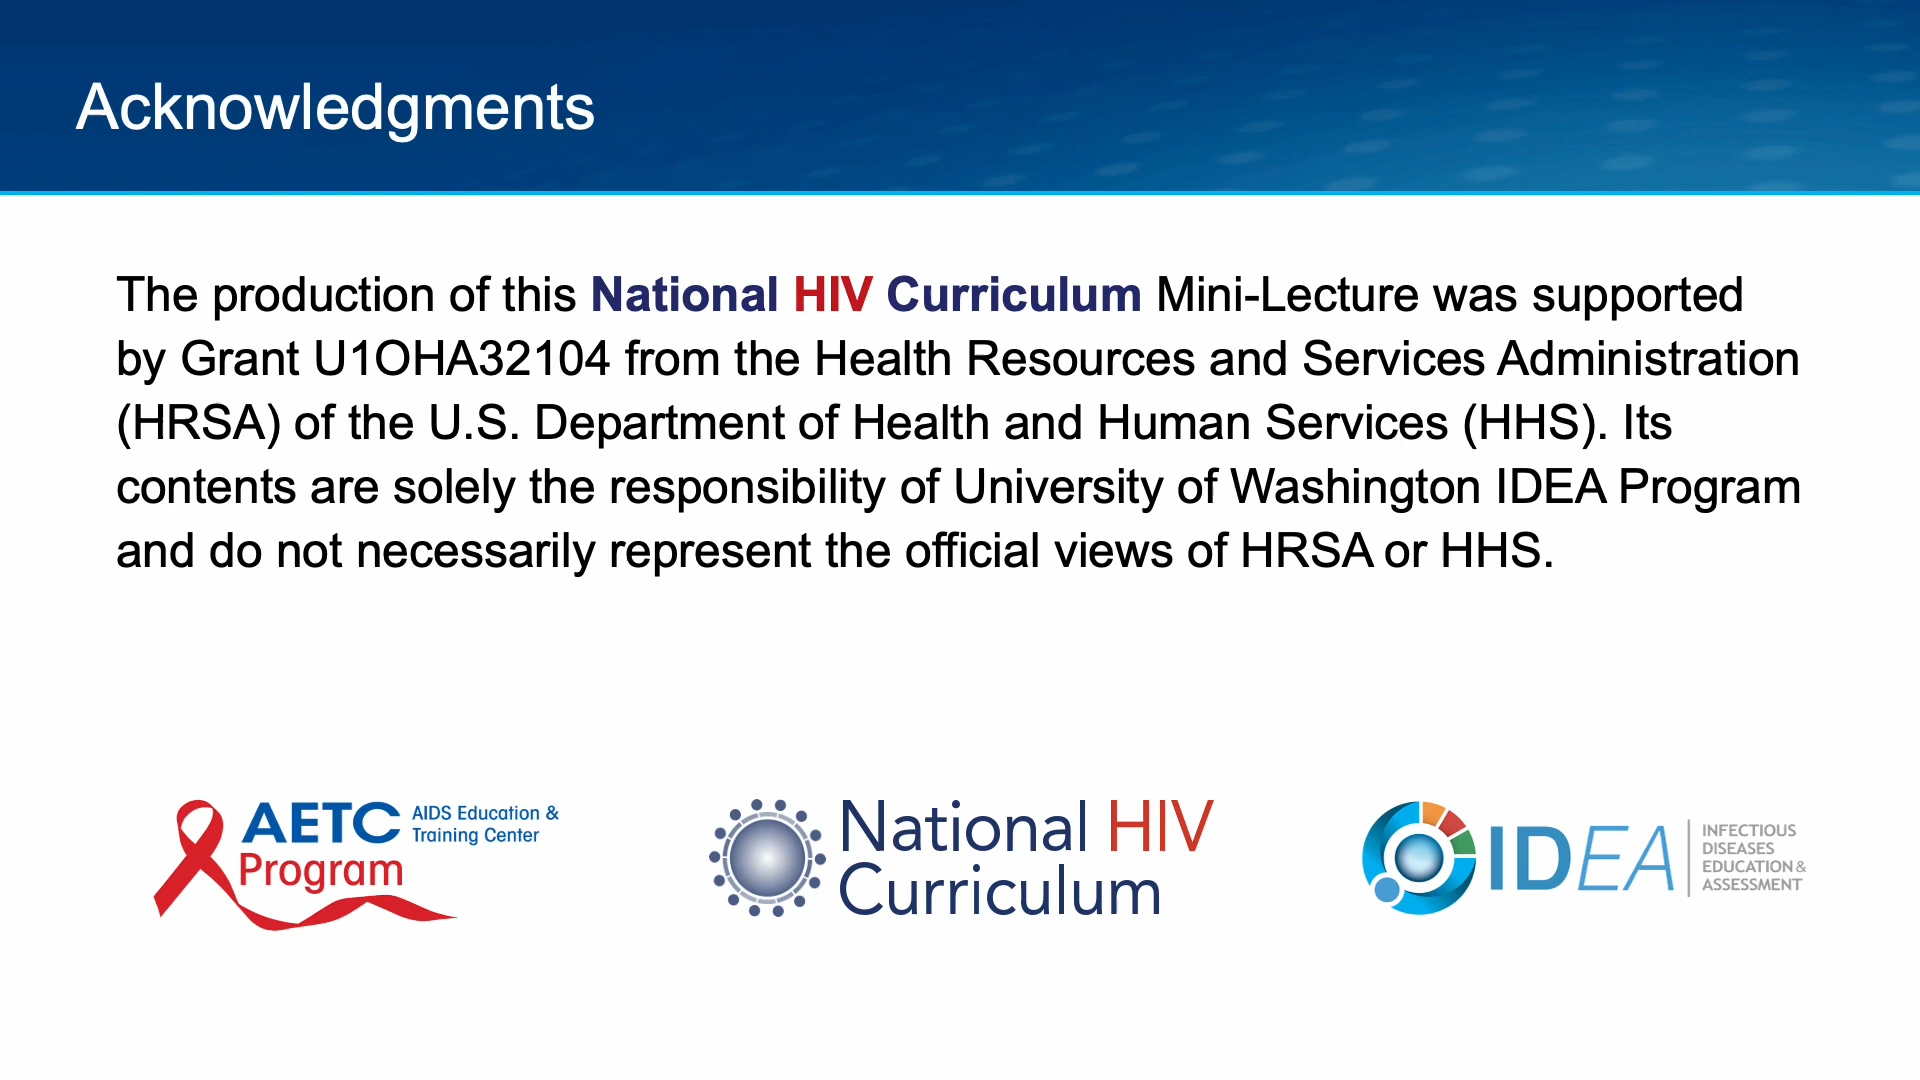 Acknowledgments
The production of this National HIV Curriculum Mini-Lecture was supported
by Grant U1OHA32104 from the Health Resources and Services Administration
(HRSA) of the U.S. Department of Health and Human Services (HHS). Its
contents are solely the responsibility of University of Washington IDEA Program
and do not necessarily represent the official views of HRSA or HHS.
AETC
Program
AIDS Education &
Training Center
National HIV
Curriculum
IDEA
INFECTIOUS
DISEASES
EDUCATION &
ASSESSMENT